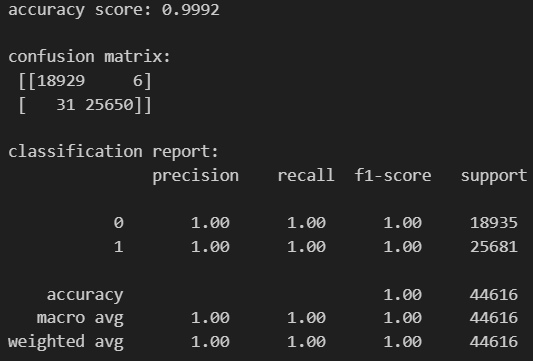 accuracy score: 0.9992
confusion matrix:
[[18929     6]
[   31 25650]]
classification report:
precision    recall  f1-score   support
0       1.00      1.00      1.00     18935
1       1.00      1.00      1.00     25681
accuracy                           1.00     44616
macro avg       1.00      1.00      1.00     44616
weighted avg       1.00      1.00      1.00     44616